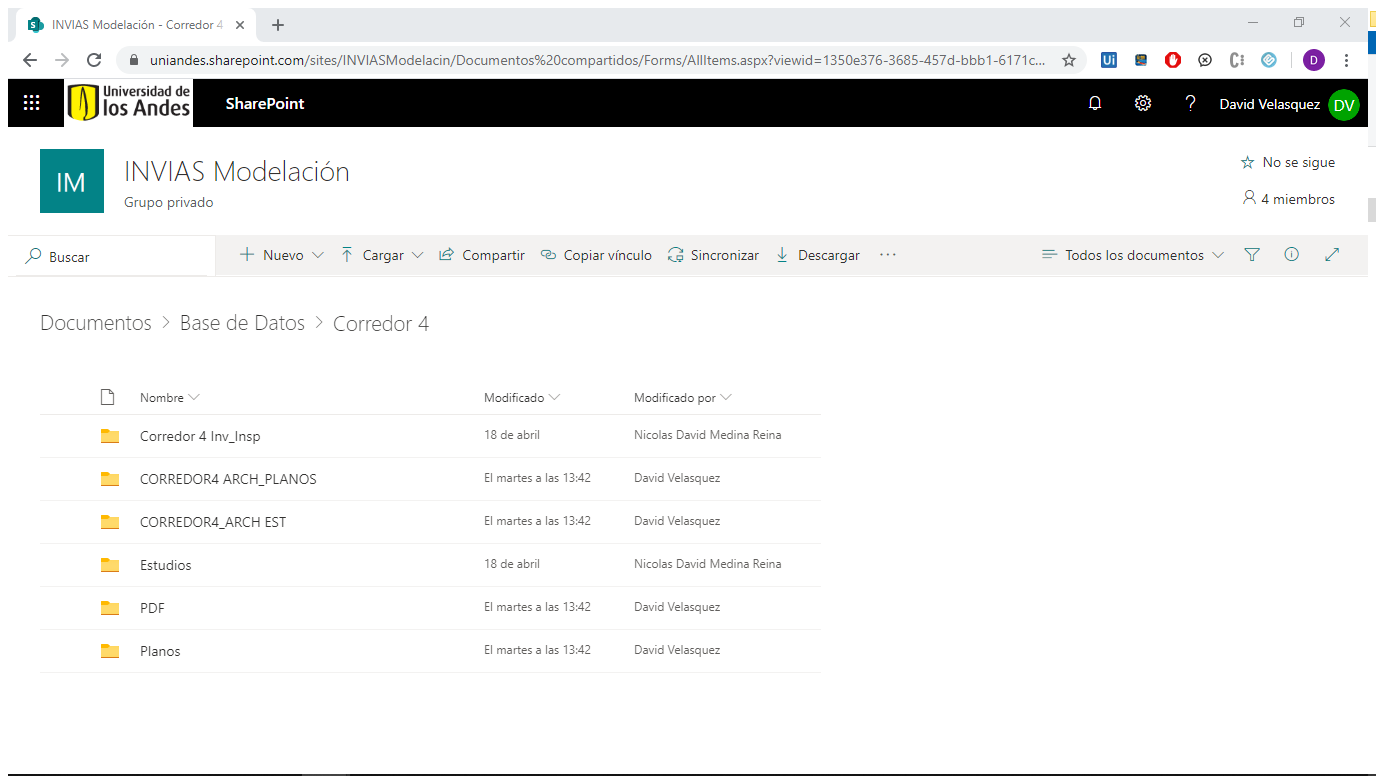 INVIAS Modelación - Corredor 4
uniandes.sharepoint.com/sites/INVIASModelacin/Documentos%20compartidos/Forms/AllItems.aspx?viewid=1350e376-3685-457d-bbb1-6171c...
Ui
D
Universidad de
los Andes
SharePoint
David Velasquez
DV
IM
INVIAS Modelación
Grupo privado
No se sigue
4 miembros
Buscar
Nuevo
Cargar
Compartir
Copiar vínculo
Sincronizar
Descargar
Todos los documentos
Documentos > Base de Datos > Corredor 4
Nombre Modificado Modificado por
Corredor 4 Inv_Insp 18 de abril Nicolas David Medina Reina
CORREDOR4 ARCH_PLANOS El martes a las 13:42 David Velasquez
CORREDOR4_ARCH EST El martes a las 13:42 David Velasquez
Estudios 18 de abril Nicolas David Medina Reina
PDF El martes a las 13:42 David Velasquez
Planos El martes a las 13:42 David Velasquez